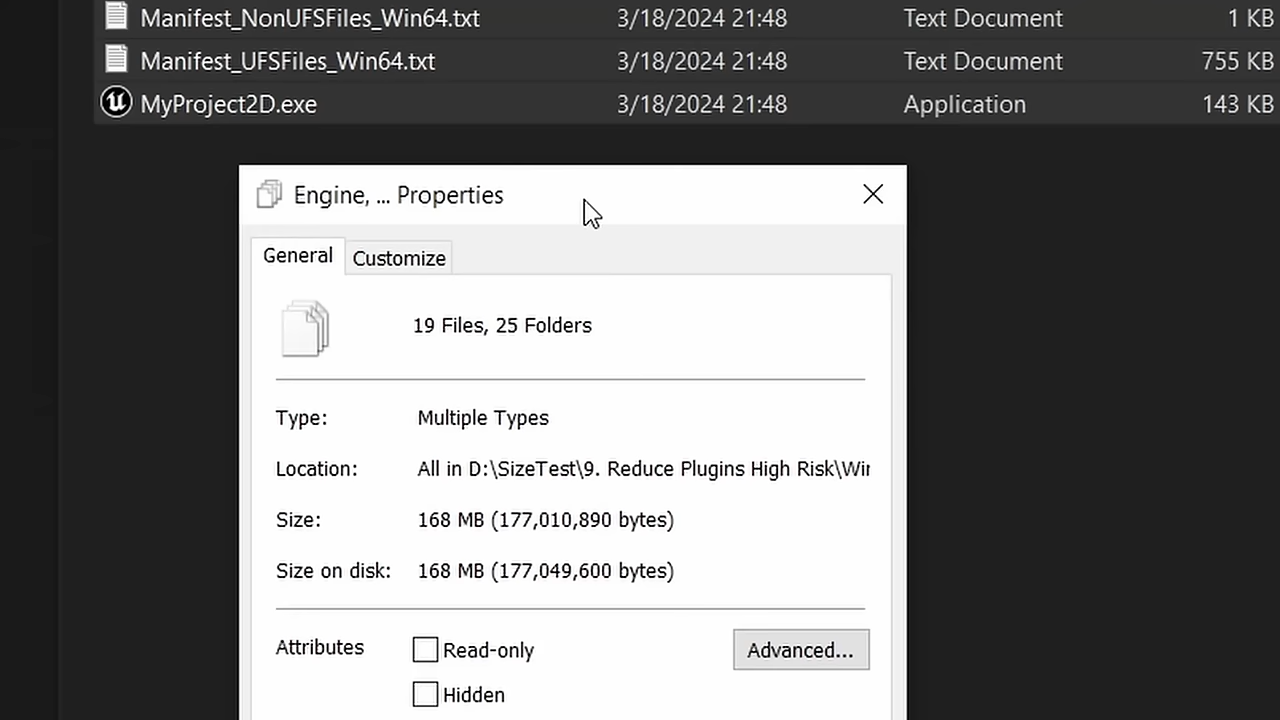 Manifest_NonUFSFiles_Win64.txt 3/18/2024 21:48 Text Document 1 KB
Manifest_UFSFiles_Win64.txt 3/18/2024 21:48 Text Document 755 KB
MyProject2D.exe 3/18/2024 21:48 Application 143 KB
Engine, ... Properties
General Customize
19 Files, 25 Folders
Type: Multiple Types
Location: All in D:\SizeTest\9. Reduce Plugins High Risk\Wir
Size: 168 MB (177,010,890 bytes)
Size on disk: 168 MB (177,049,600 bytes)
Attributes Read-only Advanced...
Hidden